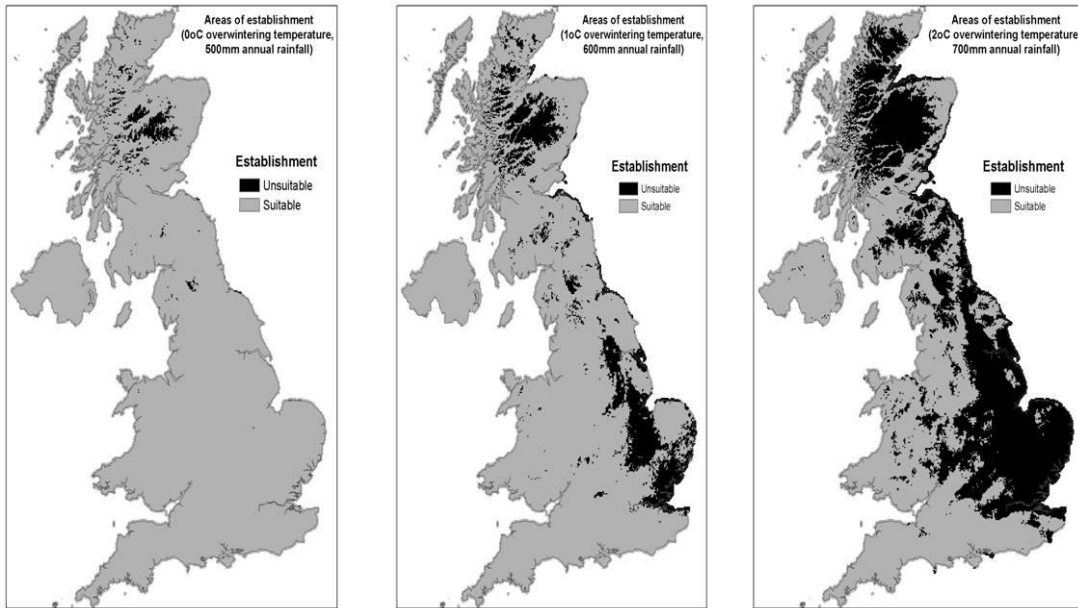 Areas of establishment
(0oC overwintering temperature,
500mm annual rainfall)
Establishment
Unsuitable
Suitable
Areas of establishment
(1oC overwintering temperature,
600mm annual rainfall)
Establishment
Unsuitable
Suitable
Areas of establishment
(2oC overwintering temperature,
700mm annual rainfall)
Establishment
Unsuitable
Suitable